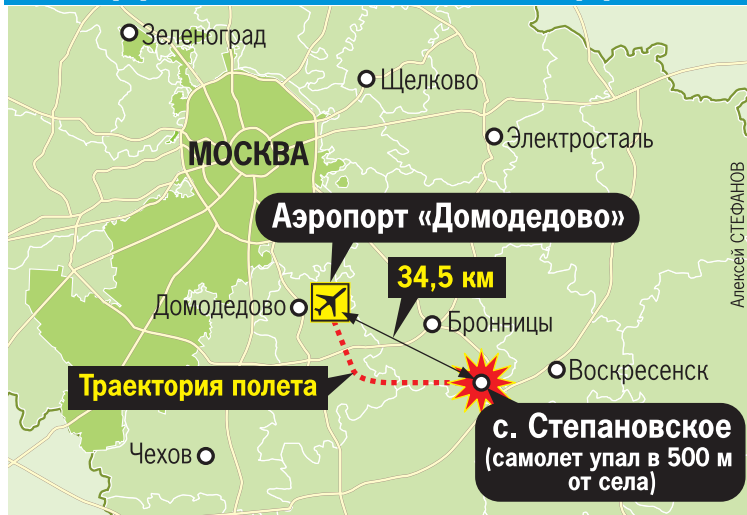 Зеленоград
Щелково
Электросталь
МОСКВА
Аэропорт «Домодедово»
34,5 км
Домодедово
Бронницы
Воскресенск
Траектория полета
с. Степановское
(самолет упал в 500 м
от села)
Чехов
Алексей СТЕФАНОВ